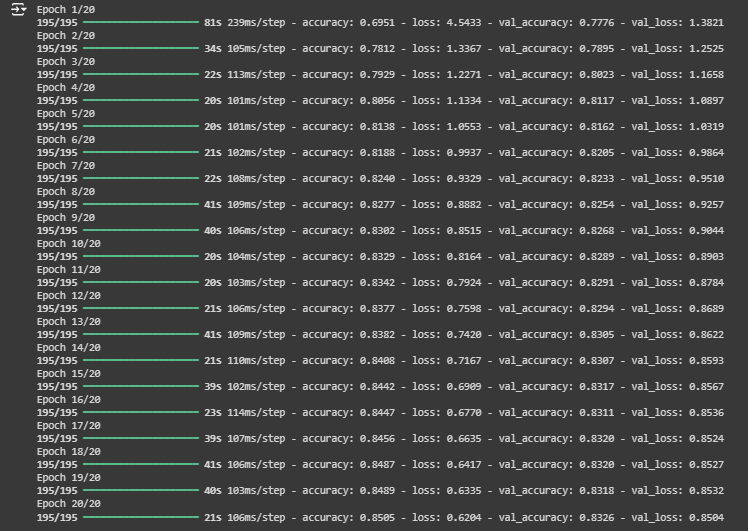 Epoch 1/20
195/195 ━━━━━━━━━━━━━━━━━━━━ 81s 239ms/step - accuracy: 0.6951 - loss: 4.5433 - val_accuracy: 0.7776 - val_loss: 1.3821
Epoch 2/20
195/195 ━━━━━━━━━━━━━━━━━━━━ 34s 105ms/step - accuracy: 0.7812 - loss: 1.3367 - val_accuracy: 0.7895 - val_loss: 1.2525
Epoch 3/20
195/195 ━━━━━━━━━━━━━━━━━━━━ 22s 113ms/step - accuracy: 0.7929 - loss: 1.2271 - val_accuracy: 0.8023 - val_loss: 1.1658
Epoch 4/20
195/195 ━━━━━━━━━━━━━━━━━━━━ 20s 101ms/step - accuracy: 0.8056 - loss: 1.1334 - val_accuracy: 0.8117 - val_loss: 1.0897
Epoch 5/20
195/195 ━━━━━━━━━━━━━━━━━━━━ 20s 101ms/step - accuracy: 0.8138 - loss: 1.0553 - val_accuracy: 0.8162 - val_loss: 1.0319
Epoch 6/20
195/195 ━━━━━━━━━━━━━━━━━━━━ 21s 102ms/step - accuracy: 0.8188 - loss: 0.9937 - val_accuracy: 0.8205 - val_loss: 0.9864
Epoch 7/20
195/195 ━━━━━━━━━━━━━━━━━━━━ 22s 108ms/step - accuracy: 0.8240 - loss: 0.9329 - val_accuracy: 0.8233 - val_loss: 0.9510
Epoch 8/20
195/195 ━━━━━━━━━━━━━━━━━━━━ 41s 109ms/step - accuracy: 0.8277 - loss: 0.8882 - val_accuracy: 0.8254 - val_loss: 0.9257
Epoch 9/20
195/195 ━━━━━━━━━━━━━━━━━━━━ 40s 106ms/step - accuracy: 0.8302 - loss: 0.8515 - val_accuracy: 0.8268 - val_loss: 0.9044
Epoch 10/20
195/195 ━━━━━━━━━━━━━━━━━━━━ 20s 104ms/step - accuracy: 0.8329 - loss: 0.8164 - val_accuracy: 0.8289 - val_loss: 0.8903
Epoch 11/20
195/195 ━━━━━━━━━━━━━━━━━━━━ 20s 103ms/step - accuracy: 0.8342 - loss: 0.7924 - val_accuracy: 0.8291 - val_loss: 0.8784
Epoch 12/20
195/195 ━━━━━━━━━━━━━━━━━━━━ 21s 106ms/step - accuracy: 0.8377 - loss: 0.7598 - val_accuracy: 0.8294 - val_loss: 0.8689
Epoch 13/20
195/195 ━━━━━━━━━━━━━━━━━━━━ 41s 109ms/step - accuracy: 0.8382 - loss: 0.7420 - val_accuracy: 0.8305 - val_loss: 0.8622
Epoch 14/20
195/195 ━━━━━━━━━━━━━━━━━━━━ 21s 110ms/step - accuracy: 0.8408 - loss: 0.7167 - val_accuracy: 0.8307 - val_loss: 0.8593
Epoch 15/20
195/195 ━━━━━━━━━━━━━━━━━━━━ 39s 102ms/step - accuracy: 0.8442 - loss: 0.6909 - val_accuracy: 0.8317 - val_loss: 0.8567
Epoch 16/20
195/195 ━━━━━━━━━━━━━━━━━━━━ 23s 114ms/step - accuracy: 0.8447 - loss: 0.6770 - val_accuracy: 0.8311 - val_loss: 0.8536
Epoch 17/20
195/195 ━━━━━━━━━━━━━━━━━━━━ 39s 107ms/step - accuracy: 0.8456 - loss: 0.6635 - val_accuracy: 0.8320 - val_loss: 0.8524
Epoch 18/20
195/195 ━━━━━━━━━━━━━━━━━━━━ 41s 106ms/step - accuracy: 0.8487 - loss: 0.6417 - val_accuracy: 0.8320 - val_loss: 0.8527
Epoch 19/20
195/195 ━━━━━━━━━━━━━━━━━━━━ 40s 103ms/step - accuracy: 0.8489 - loss: 0.6335 - val_accuracy: 0.8318 - val_loss: 0.8532
Epoch 20/20
195/195 ━━━━━━━━━━━━━━━━━━━━ 21s 106ms/step - accuracy: 0.8505 - loss: 0.6204 - val_accuracy: 0.8326 - val_loss: 0.8504